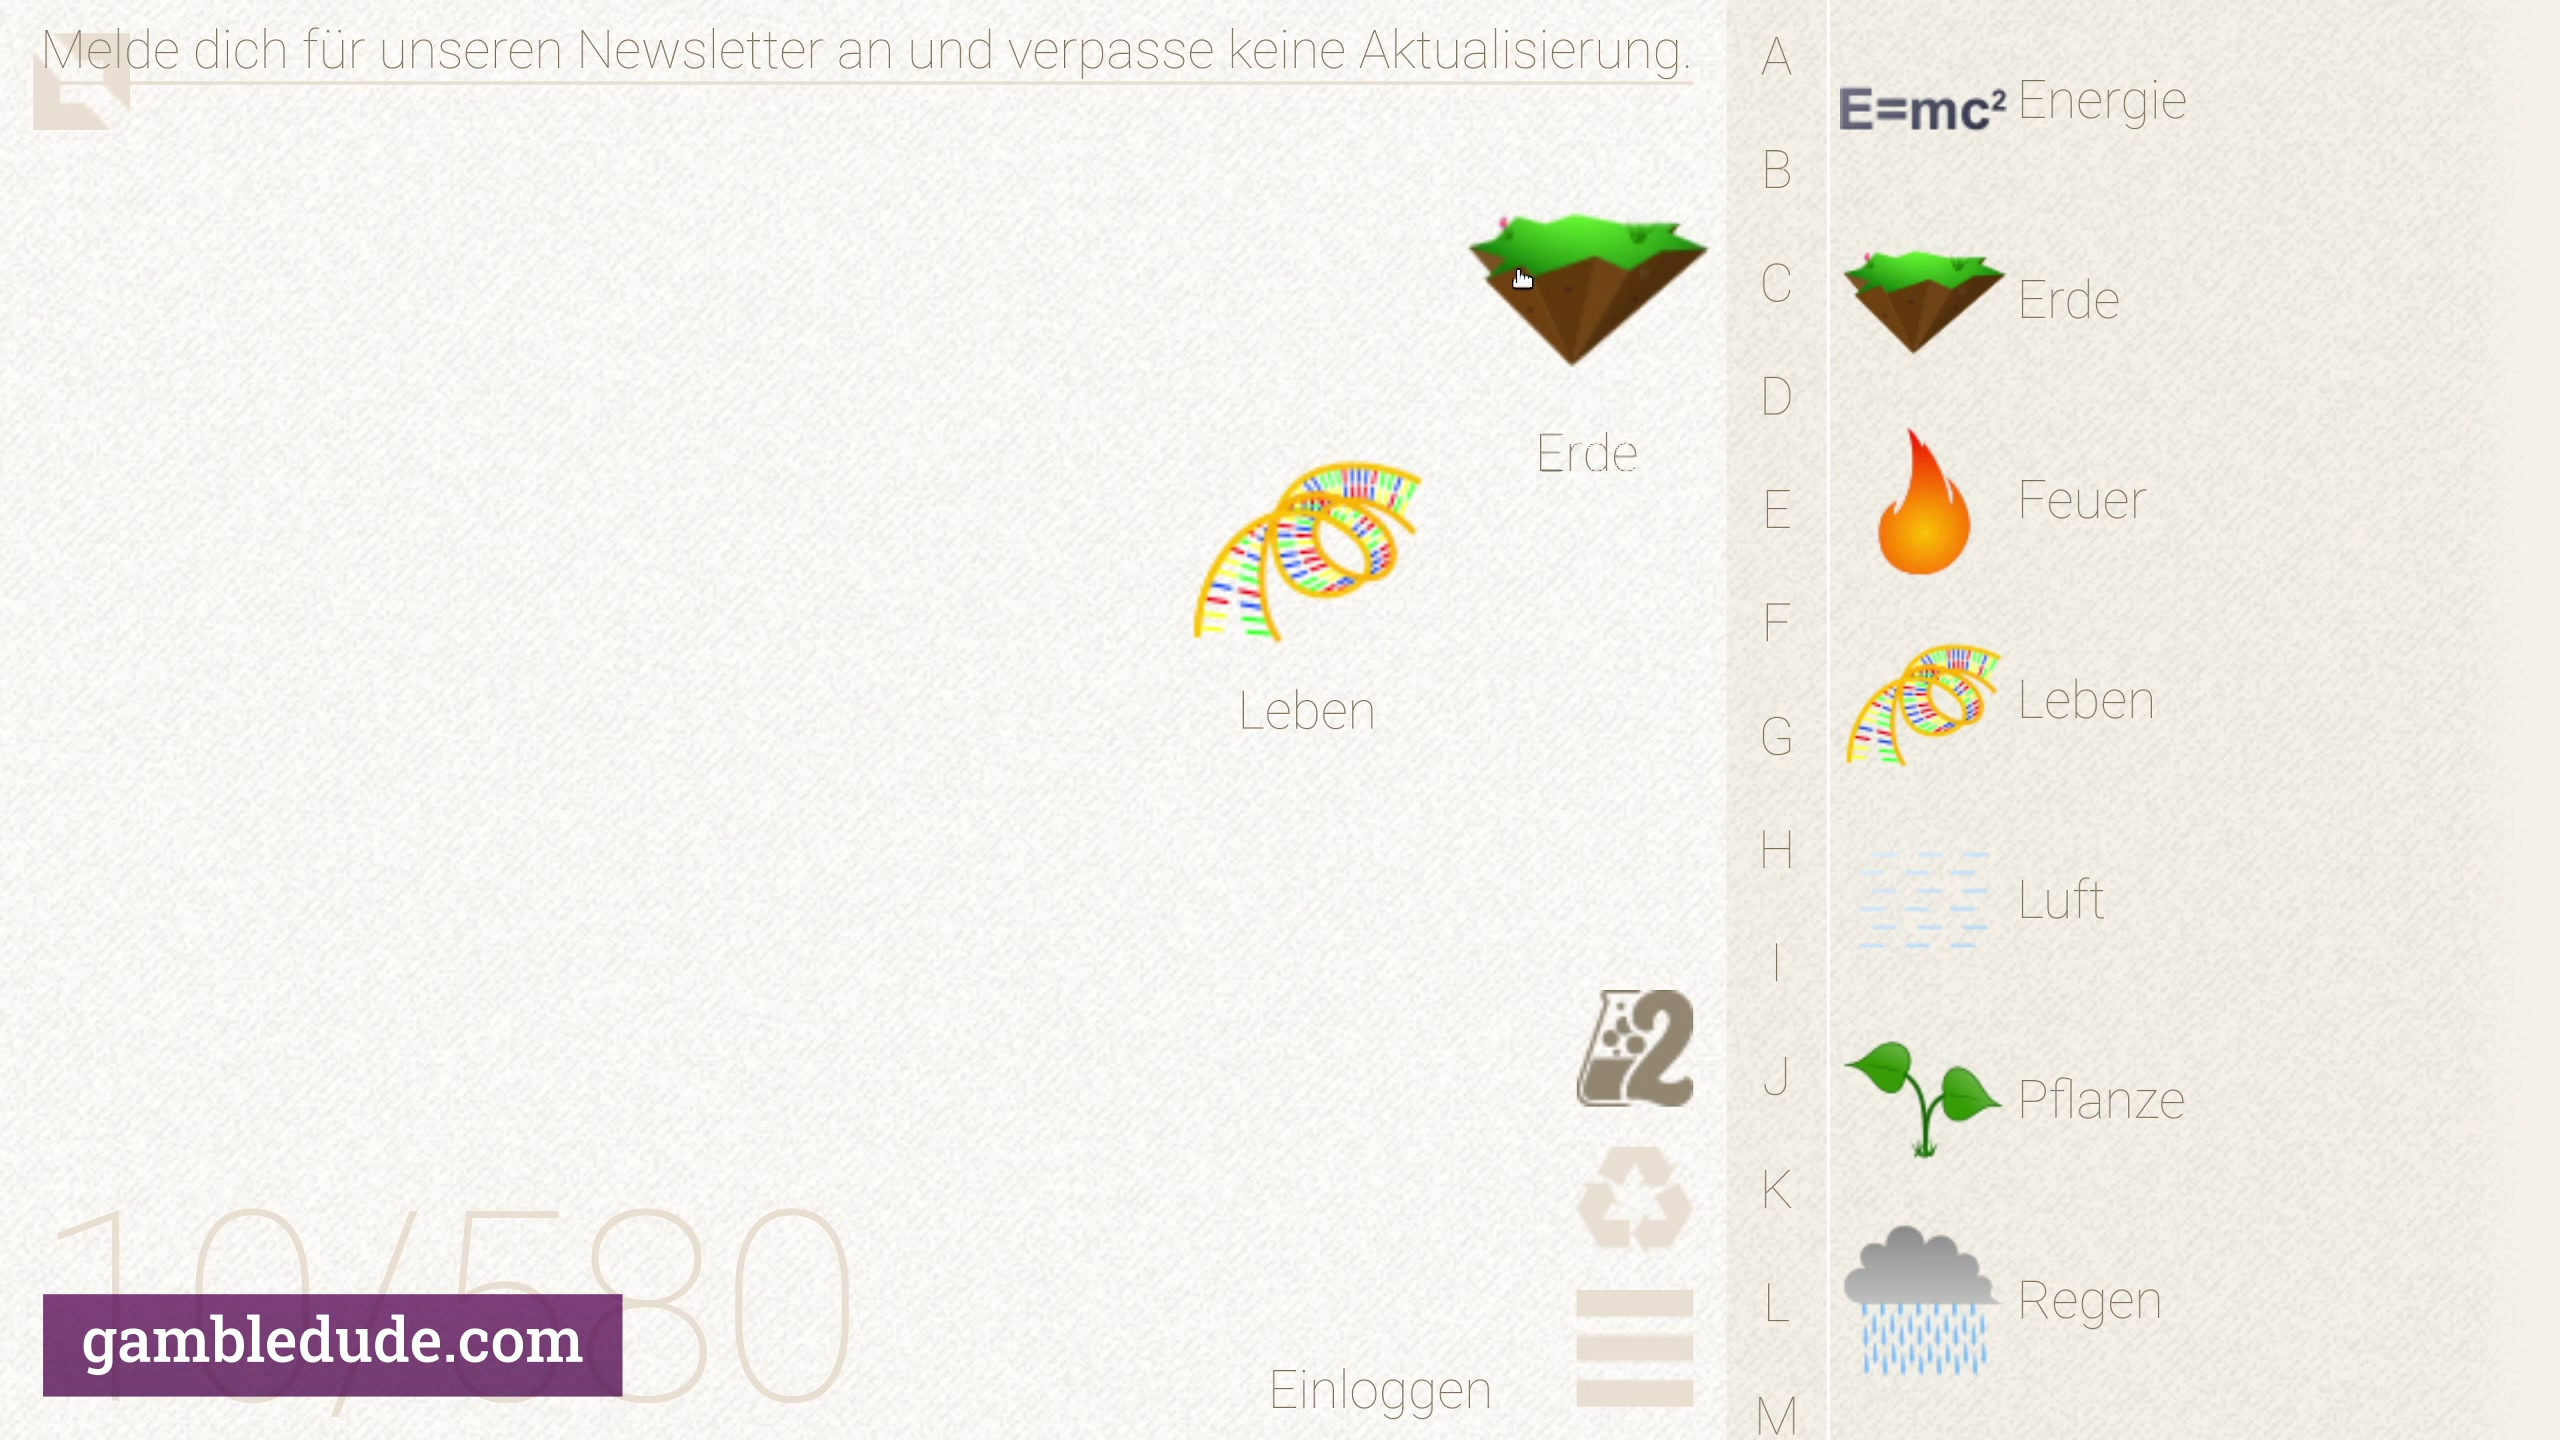 Melde dich für unseren Newsletter an und verpasse keine Aktualisierung.
Erde
Leben
10/580
gambledude.com
Einloggen
A
B
C
D
E
F
G
H
I
J
K
L
M
E=mc² Energie
Erde
Feuer
Leben
Luft
Pflanze
Regen
2